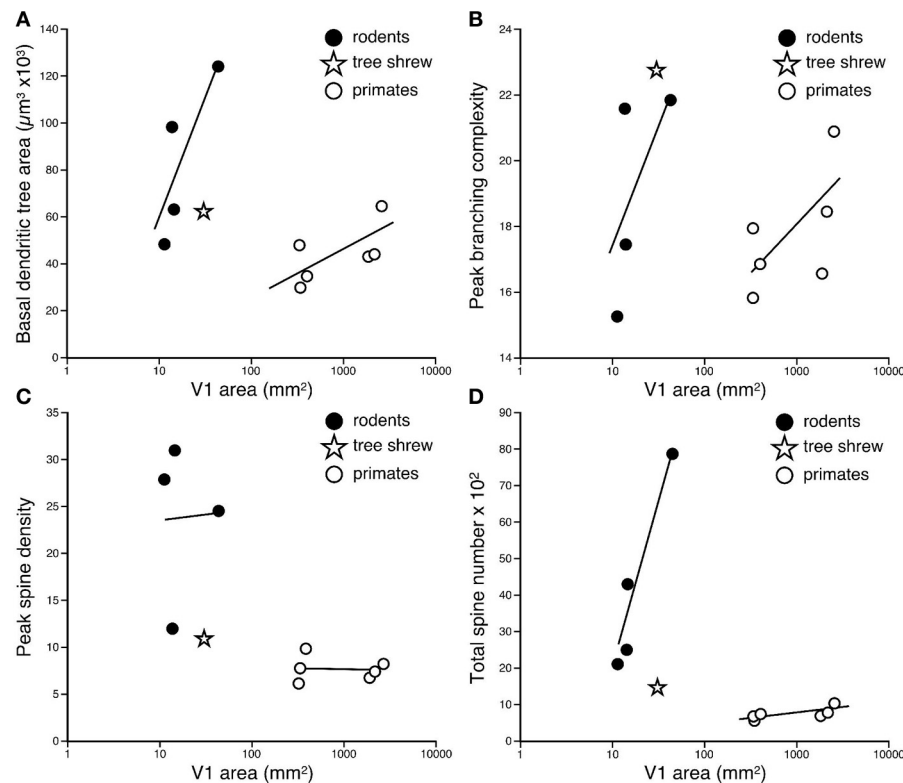 A
Basal dendritic tree area (µm³ x10³)
140
120
100
80
60
40
20
0
rodents
tree shrew
primates
1
10
100
1000
10000
V1 area (mm²)
B
Peak branching complexity
24
22
20
18
16
14
rodents
tree shrew
primates
1
10
100
1000
10000
V1 area (mm²)
C
Peak spine density
35
30
25
20
15
10
5
0
rodents
tree shrew
primates
1
10
100
1000
10000
V1 area (mm²)
D
Total spine number x 10²
90
80
70
60
50
40
30
20
10
0
rodents
tree shrew
primates
1
10
100
1000
10000
V1 area (mm²)